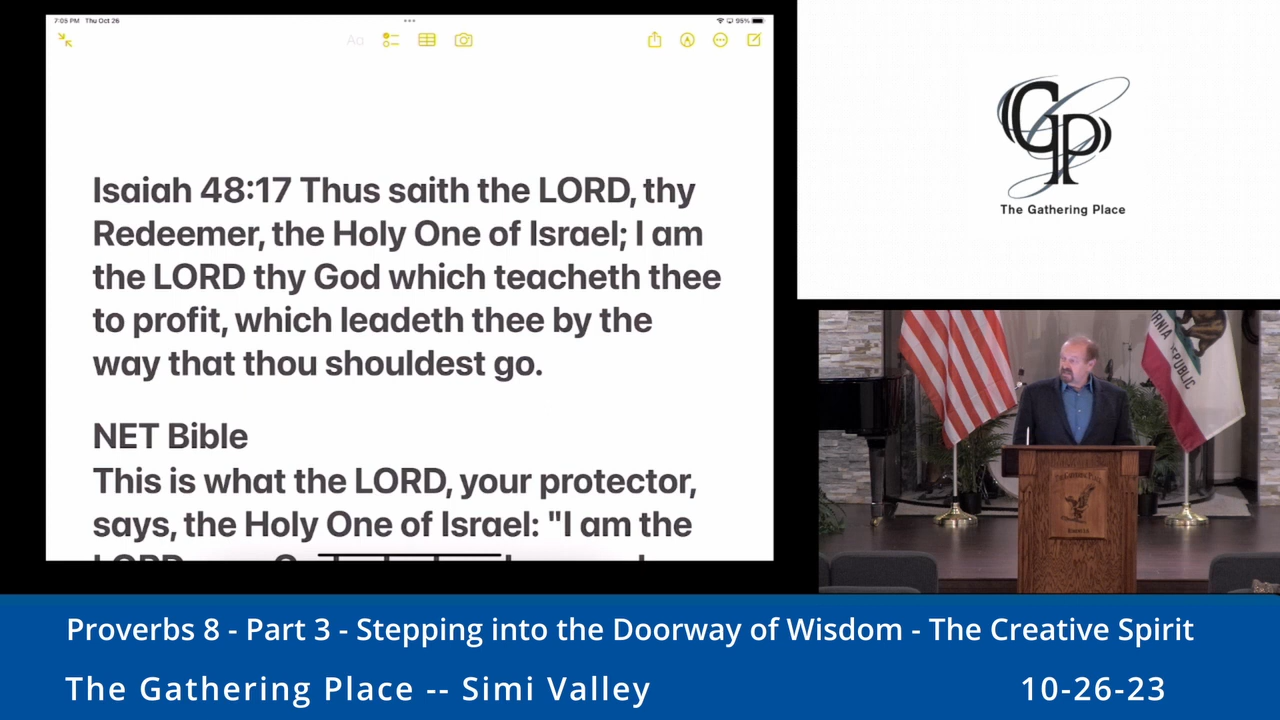 7:05 PM Thu Oct 26
95%
Aa
Isaiah 48:17 Thus saith the LORD, thy
Redeemer, the Holy One of Israel; I am
the LORD thy God which teacheth thee
to profit, which leadeth thee by the
way that thou shouldest go.
NET Bible
This is what the LORD, your protector,
says, the Holy One of Israel: "I am the
GP
The Gathering Place
REPUBLIC
Proverbs 8 - Part 3 - Stepping into the Doorway of Wisdom - The Creative Spirit
The Gathering Place -- Simi Valley
10-26-23